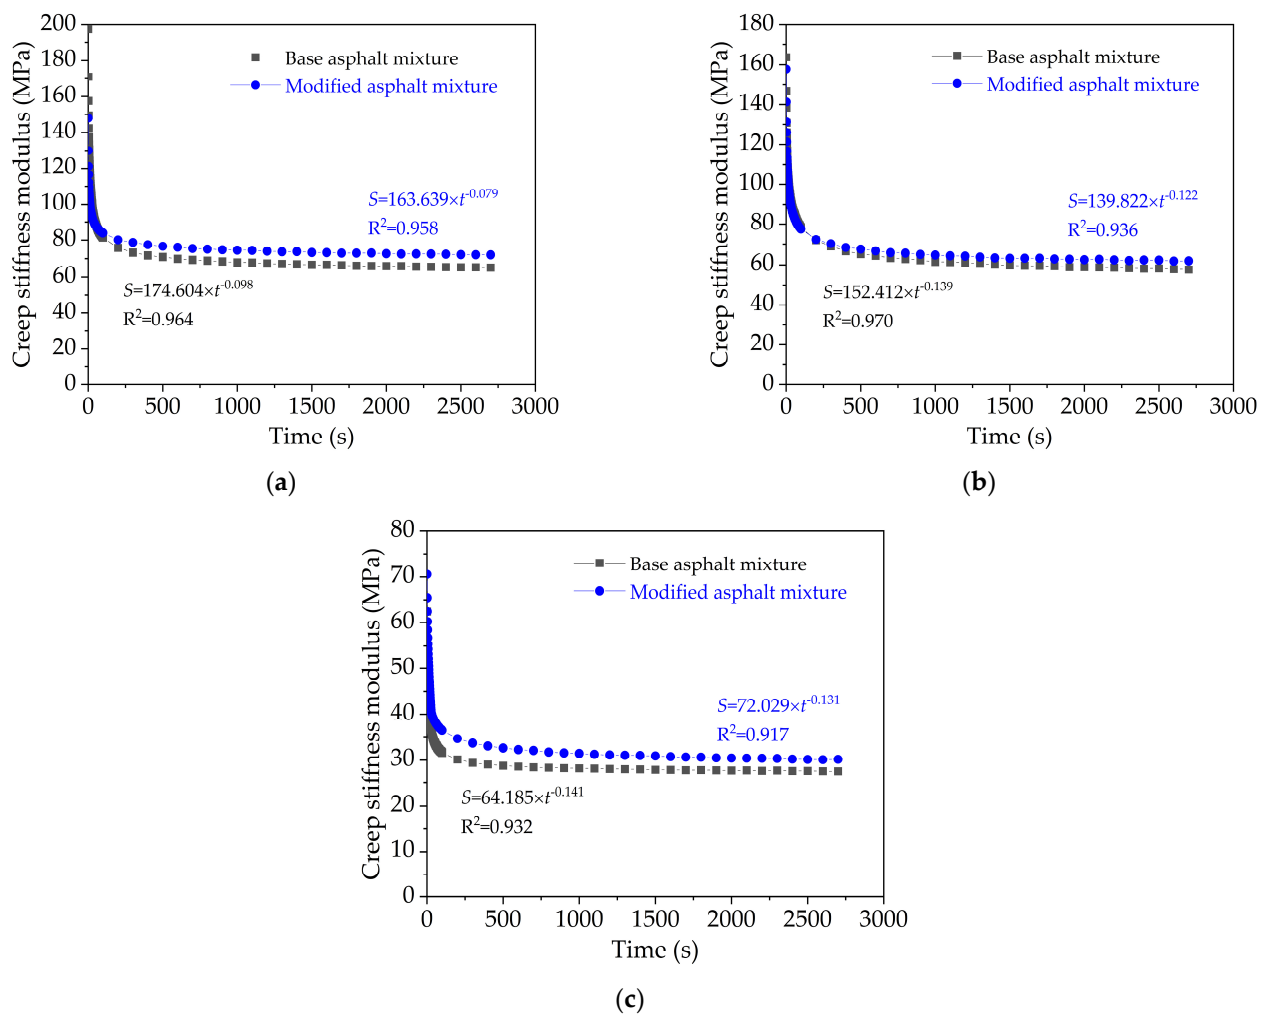 Creep stiffness modulus (MPa)
200
180
160
140
120
100
80
60
40
20
0
Base asphalt mixture
Modified asphalt mixture
S=163.639×t^-0.079
R²=0.958
S=174.604×t^-0.098
R²=0.964
0 500 1000 1500 2000 2500 3000
Time (s)
(a)
Creep stiffness modulus (MPa)
180
160
140
120
100
80
60
40
20
0
Base asphalt mixture
Modified asphalt mixture
S=139.822×t^-0.122
R²=0.936
S=152.412×t^-0.139
R²=0.970
0 500 1000 1500 2000 2500 3000
Time (s)
(b)
Creep stiffness modulus (MPa)
80
70
60
50
40
30
20
10
0
Base asphalt mixture
Modified asphalt mixture
S=72.029×t^-0.131
R²=0.917
S=64.185×t^-0.141
R²=0.932
0 500 1000 1500 2000 2500 3000
Time (s)
(c)